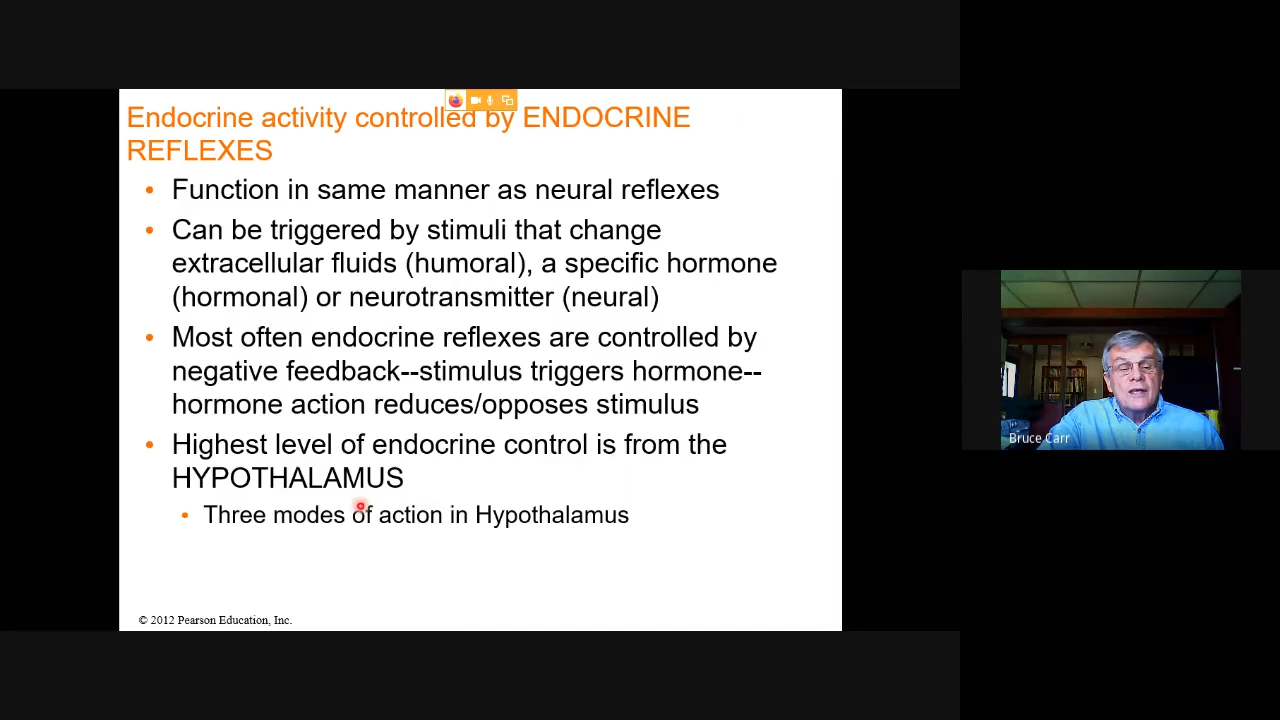 Endocrine activity controlled by ENDOCRINE
REFLEXES
• Function in same manner as neural reflexes
• Can be triggered by stimuli that change
extracellular fluids (humoral), a specific hormone
(hormonal) or neurotransmitter (neural)
• Most often endocrine reflexes are controlled by
negative feedback--stimulus triggers hormone--
hormone action reduces/opposes stimulus
• Highest level of endocrine control is from the
HYPOTHALAMUS
• Three modes of action in Hypothalamus
© 2012 Pearson Education, Inc.
Bruce Carr